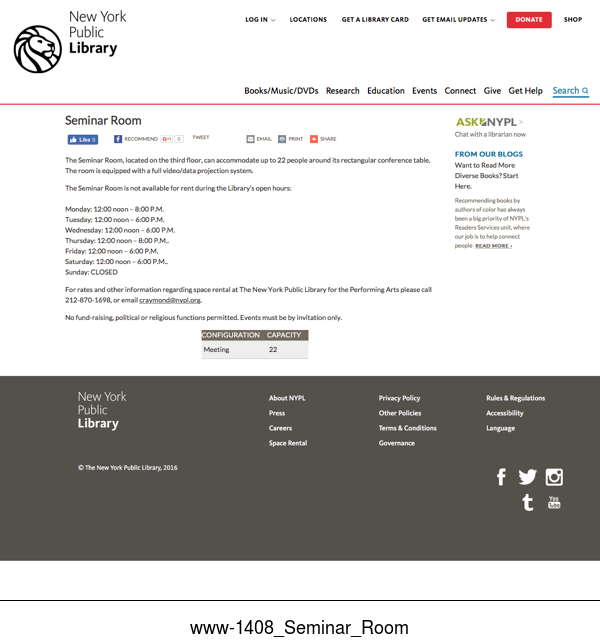 New York
Public
Library
LOG IN
LOCATIONS
GET A LIBRARY CARD
GET EMAIL UPDATES
DONATE
SHOP
Books/Music/DVDs Research Education Events Connect Give Get Help Search
Seminar Room
Like 0
RECOMMEND
G+1 0
TWEET
EMAIL
PRINT
SHARE
The Seminar Room, located on the third floor, can accommodate up to 22 people around its rectangular conference table.
The room is equipped with a full video/data projection system.
The Seminar Room is not available for rent during the Library's open hours:
Monday: 12:00 noon – 8:00 P.M.
Tuesday: 12:00 noon – 6:00 P.M.
Wednesday: 12:00 noon – 6:00 P.M.
Thursday: 12:00 noon – 8:00 P.M..
Friday: 12:00 noon – 6:00 P.M.
Saturday: 12:00 noon – 6:00 P.M..
Sunday: CLOSED
For rates and other information regarding space rental at The New York Public Library for the Performing Arts please call
212-870-1698, or email craymond@nypl.org.
No fund-raising, political or religious functions permitted. Events must be by invitation only.
CONFIGURATION CAPACITY
Meeting 22
ASK NYPL >
Chat with a librarian now
FROM OUR BLOGS
Want to Read More
Diverse Books? Start
Here.
Recommending books by
authors of color has always
been a big priority of NYPL's
Readers Services unit, where
our job is to help connect
people READ MORE ›
New York
Public
Library
About NYPL
Press
Careers
Space Rental
Privacy Policy
Other Policies
Terms & Conditions
Governance
Rules & Regulations
Accessibility
Language
© The New York Public Library, 2016
You
Tube
www-1408_Seminar_Room